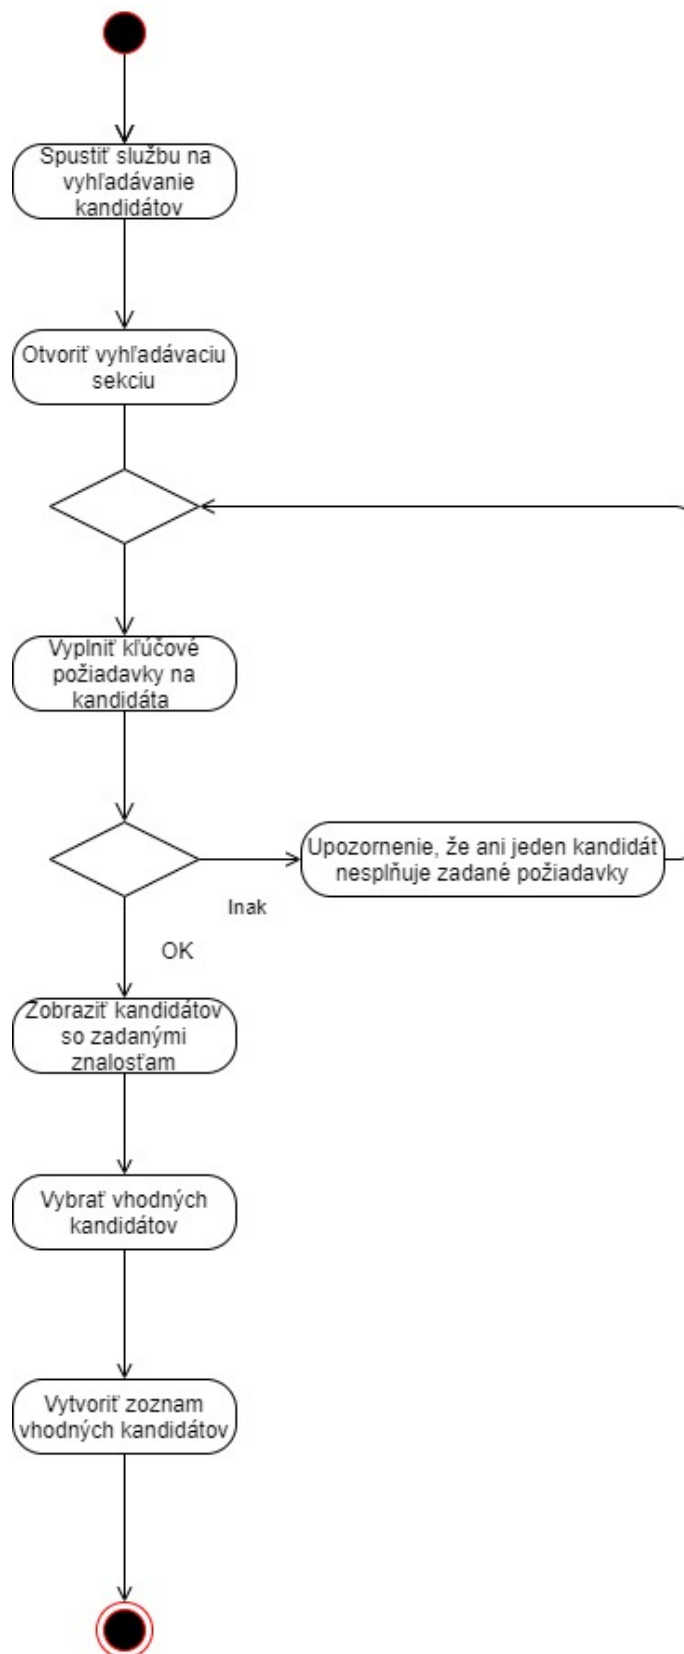 Spustiť službu na
vyhľadávanie
kandidátov
Otvoriť vyhľadávaciu
sekciu
Vyplniť kľúčové
požiadavky na
kandidáta
Upozornenie, že ani jeden kandidát
nesplňuje zadané požiadavky
Inak
OK
Zobraziť kandidátov
so zadanými
znalosťam
Vybrať vhodných
kandidátov
Vytvoriť zoznam
vhodných kandidátov